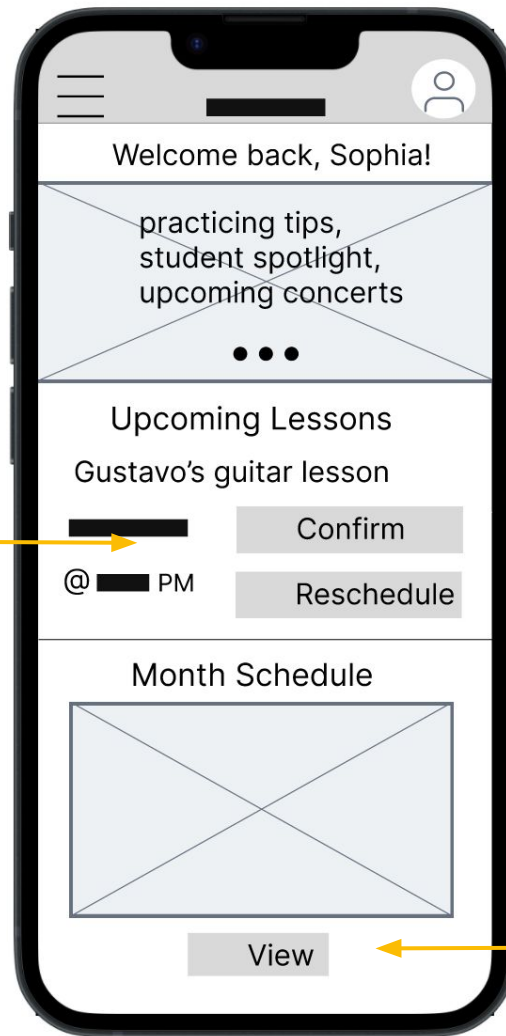 Welcome back, Sophia!
practicing tips,
student spotlight,
upcoming concerts
Upcoming Lessons
Gustavo’s guitar lesson
Confirm
@ PM
Reschedule
Month Schedule
View